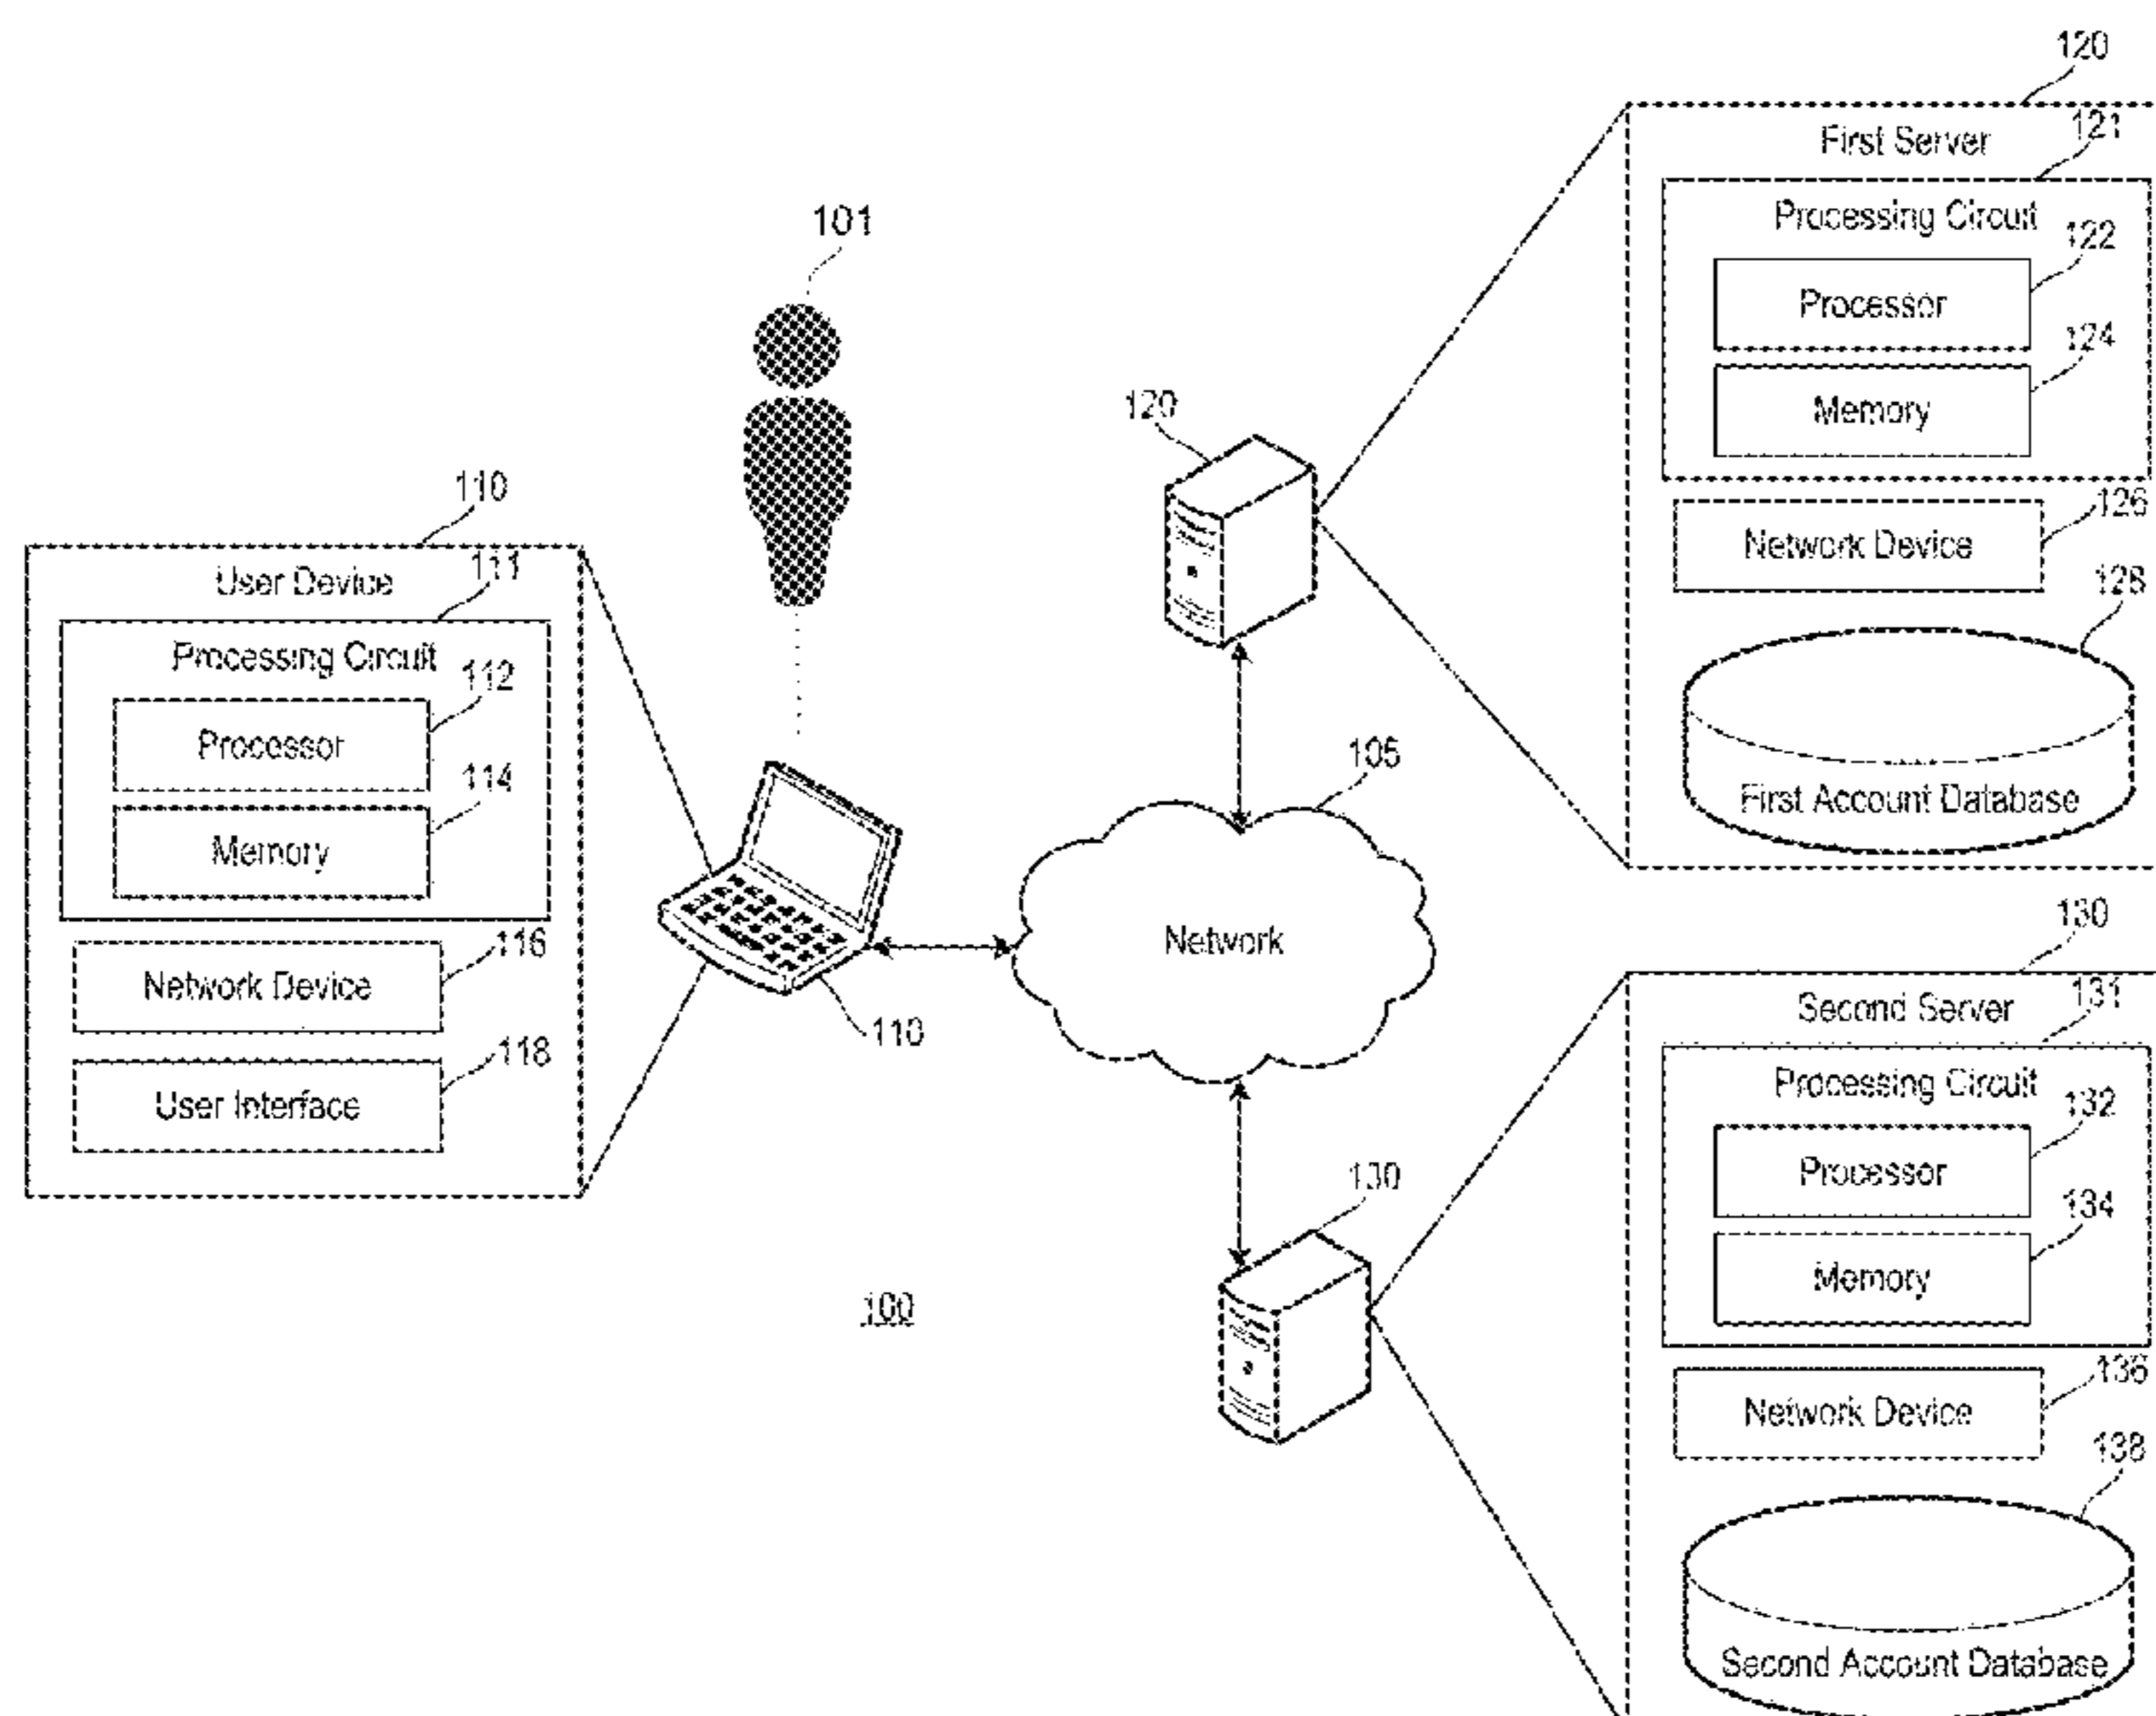 120
First Server
121
Processing Circuit
122
Processor
124
Memory
126
Network Device
128
First Account Database
101
120
110
User Device
111
Processing Circuit
112
Processor
114
Memory
116
Network Device
118
User Interface
110
105
Network
130
100
130
Second Server
131
Processing Circuit
132
Processor
134
Memory
136
Network Device
138
Second Account Database